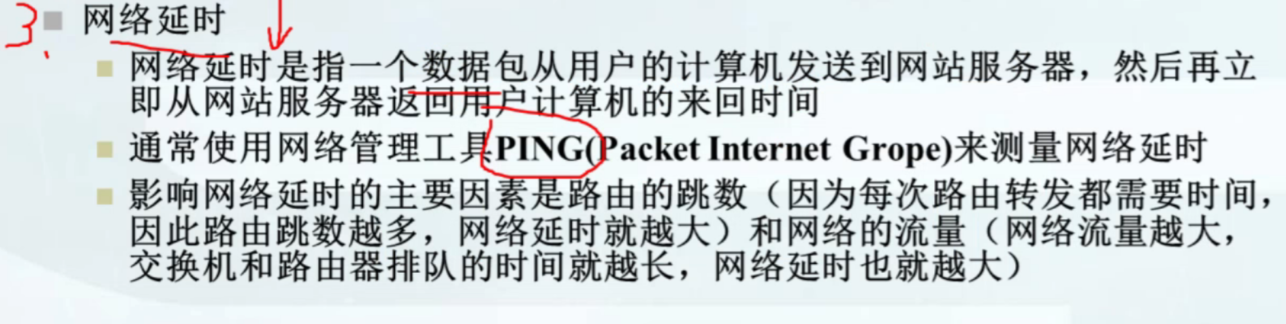 3. 网络延时
网络延时是指一个数据包从用户的计算机发送到网站服务器，然后再立
即从网站服务器返回用户计算机的来回时间
通常使用网络管理工具PING(Packet Internet Grope)来测量网络延时
影响网络延时的主要因素是路由的跳数（因为每次路由转发都需要时间，
因此路由跳数越多，网络延时就越大）和网络的流量（网络流量越大，
交换机和路由器排队的时间就越长，网络延时也就越大）